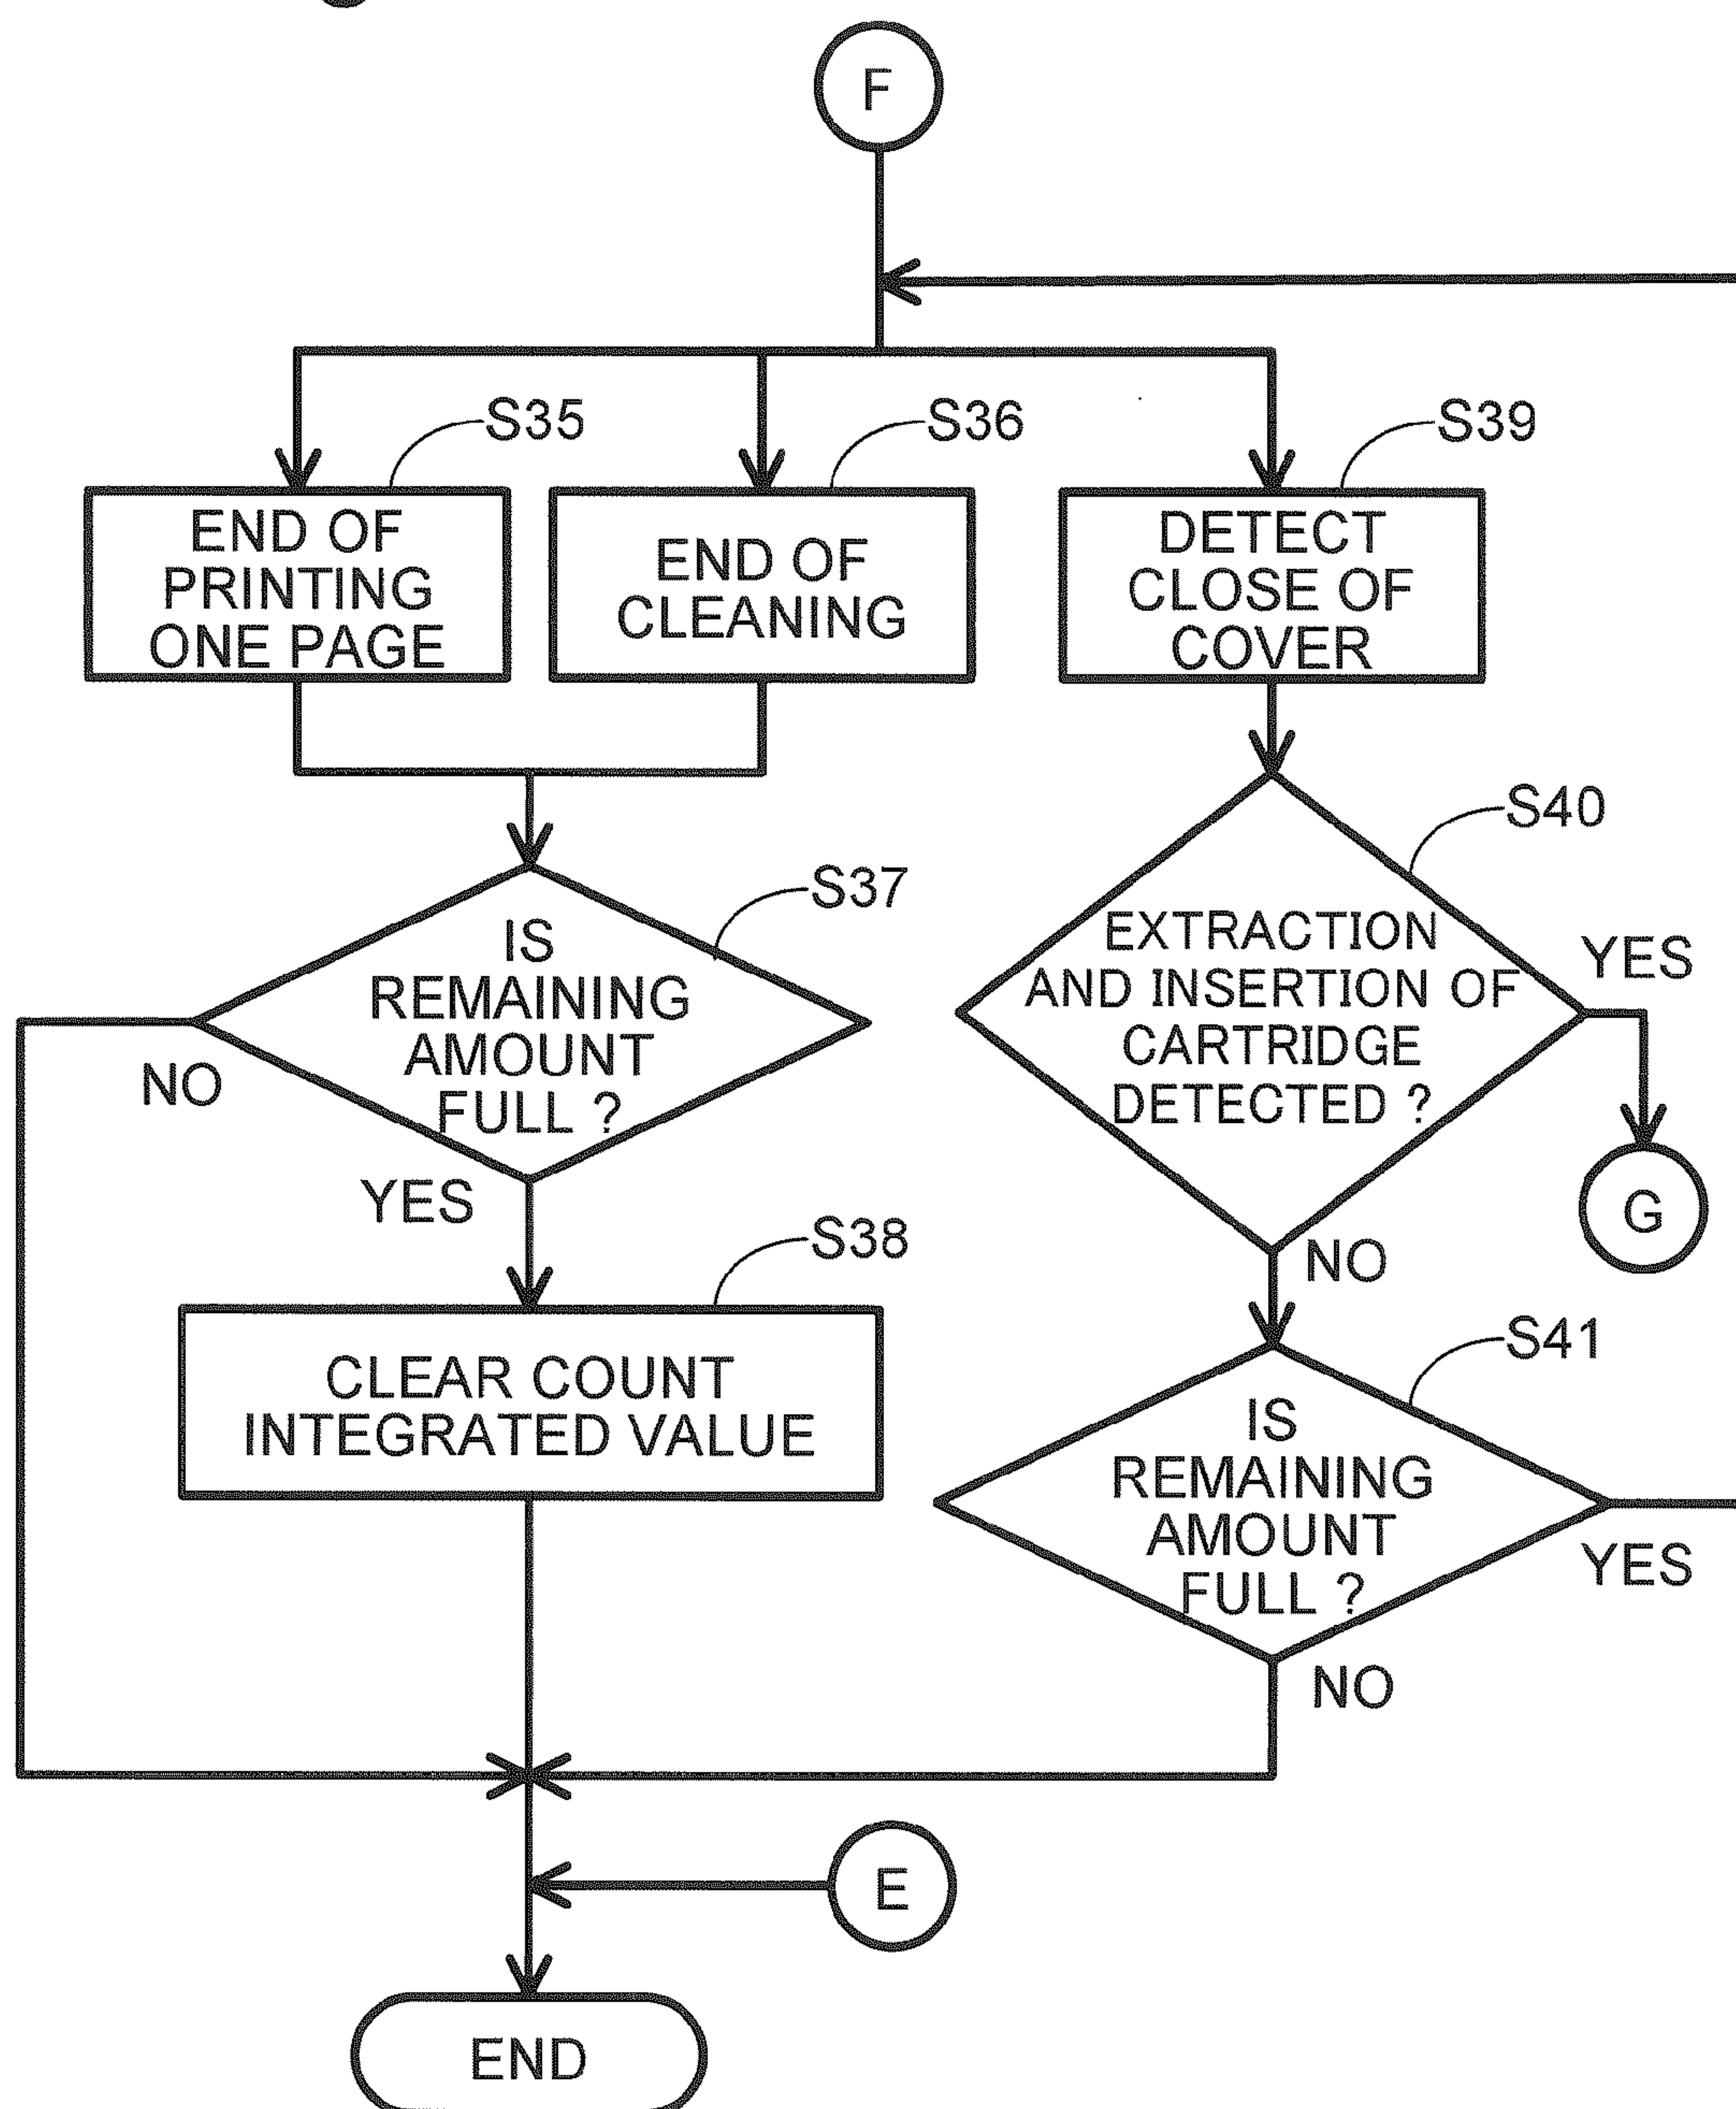 F
S35
S36
S39
END OF
PRINTING
ONE PAGE
END OF
CLEANING
DETECT
CLOSE OF
COVER
S37
IS
REMAINING
AMOUNT
FULL ?
NO
YES
S40
EXTRACTION
AND INSERTION OF
CARTRIDGE
DETECTED ?
YES
G
NO
S38
CLEAR COUNT
INTEGRATED VALUE
S41
IS
REMAINING
AMOUNT
FULL ?
YES
NO
E
END